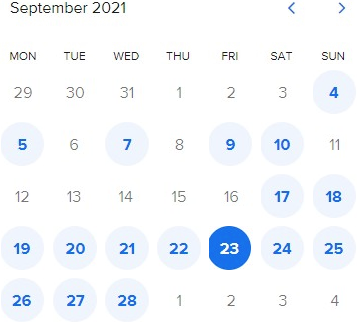 September 2021
MON TUE WED THU FRI SAT SUN
29 30 31 1 2 3 4
5 6 7 8 9 10 11
12 13 14 15 16 17 18
19 20 21 22 23 24 25
26 27 28 1 2 3 4